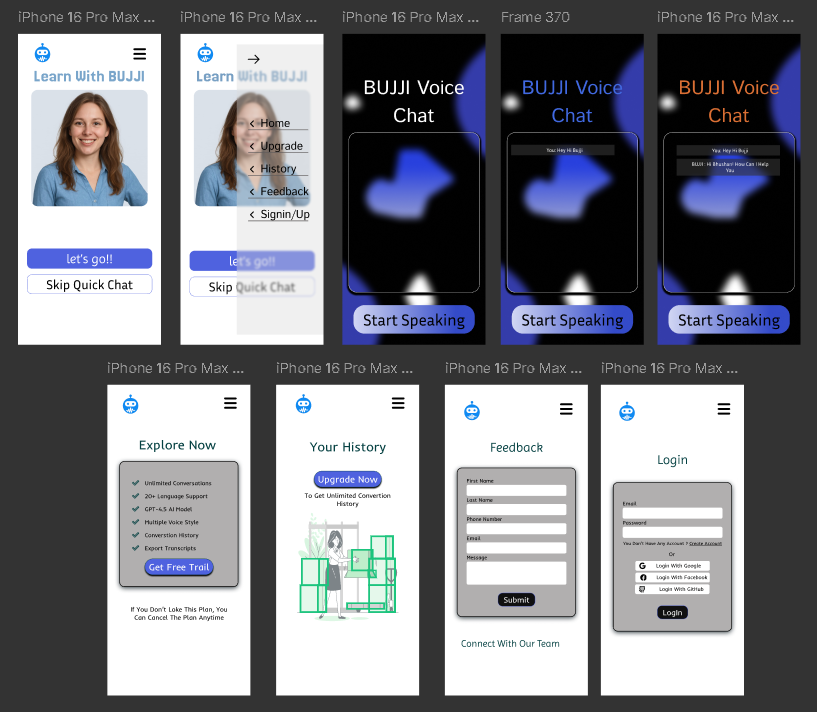 iPhone 16 Pro Max ...
iPhone 16 Pro Max ...
iPhone 16 Pro Max ...
Frame 370
iPhone 16 Pro Max ...
Learn With BUJJI
let's go!!
Skip Quick Chat
Learn With BUJJI
Home
Upgrade
History
Feedback
Signin/Up
let's go!!
Skip Quick Chat
BUJJI Voice
Chat
Start Speaking
BUJJI Voice
Chat
You: Hey Hi Bujji
Start Speaking
BUJJI Voice
Chat
You: Hey Hi Bujji
BUJJI : Hi Bhushan! How Can I Help
You
Start Speaking
iPhone 16 Pro Max ...
iPhone 16 Pro Max ...
iPhone 16 Pro Max ...
iPhone 16 Pro Max ...
Explore Now
Unlimited Conversations
20+ Language Support
GPT-4.5 AI Model
Multiple Voice Style
Converstion History
Export Transcripts
Get Free Trail
If You Don't Loke This Plan, You
Can Cancel The Plan Anytime
Your History
Upgrade Now
To Get Unlimited Convertion
History
Feedback
First Name
Last Name
Phone Number
Email
Message
Submit
Connect With Our Team
Login
Email
Password
You Don't Have Any Account ? Create Account
Or
Login With Google
Login With Facebook
Login With GitHub
LogIn